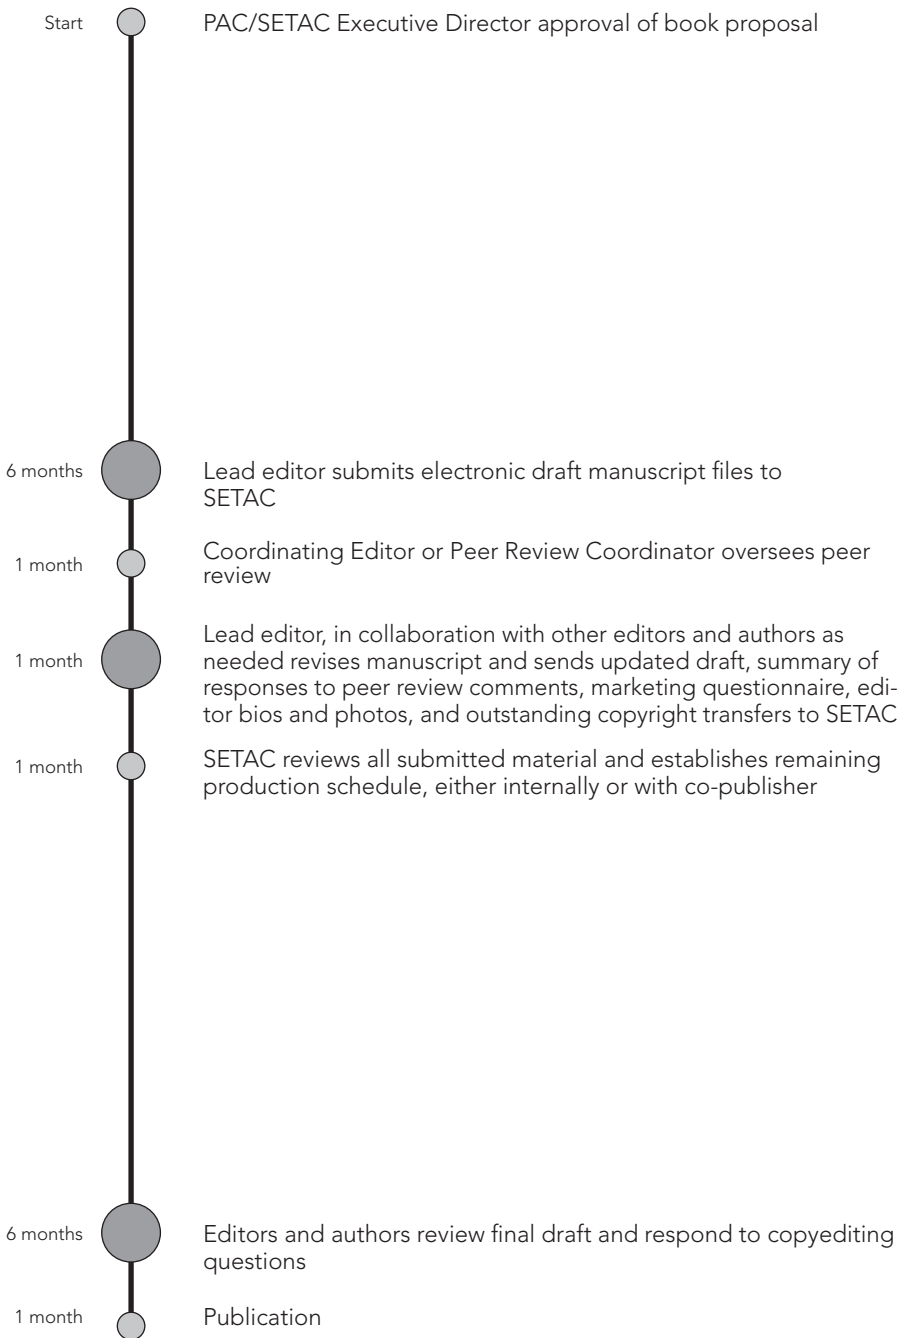 Start
PAC/SETAC Executive Director approval of book proposal
6 months
Lead editor submits electronic draft manuscript files to
SETAC
1 month
Coordinating Editor or Peer Review Coordinator oversees peer
review
1 month
Lead editor, in collaboration with other editors and authors as
needed revises manuscript and sends updated draft, summary of
responses to peer review comments, marketing questionnaire, edi-
tor bios and photos, and outstanding copyright transfers to SETAC
1 month
SETAC reviews all submitted material and establishes remaining
production schedule, either internally or with co-publisher
6 months
Editors and authors review final draft and respond to copyediting
questions
1 month
Publication